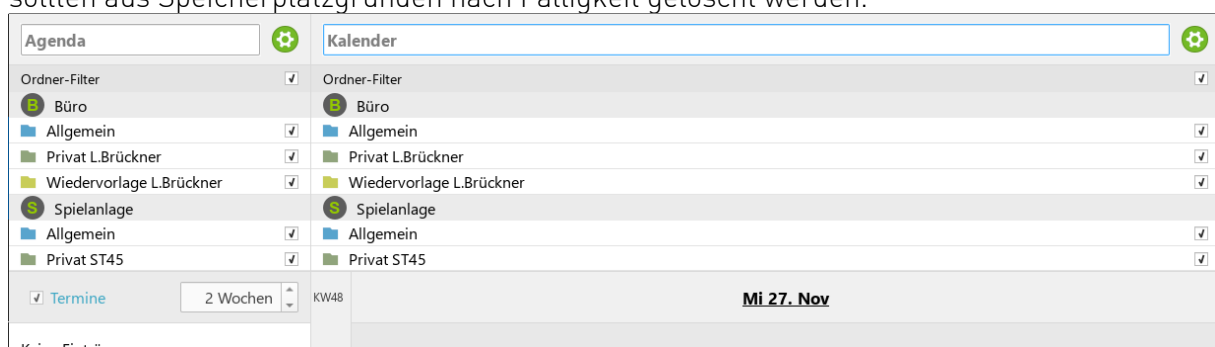 sollten aus Speicherplatzgründen nach Fälligkeit gelöscht werden.
Agenda Kalender
Ordner-Filter Ordner-Filter
B Büro B Büro
Allgemein Allgemein
Privat L.Brückner Privat L.Brückner
Wiedervorlage L.Brückner Wiedervorlage L.Brückner
S Spielanlage S Spielanlage
Allgemein Allgemein
Privat ST45 Privat ST45
Termine 2 Wochen KW48 Mi 27. Nov